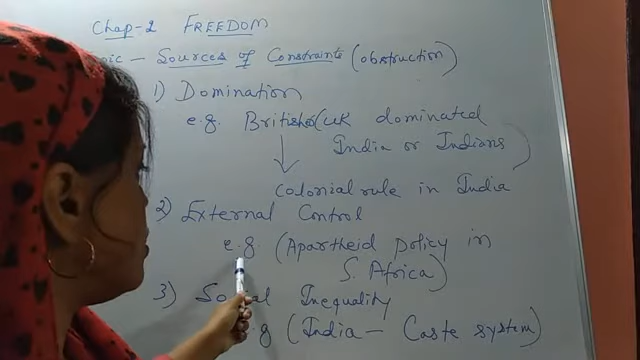 Chap-2 FREEDOM
Sources of Constraints (obstruction)
1) Domination
e.g. British (UK dominated
India or Indians)
colonial rule in India
2) External Control
e.g. (Apartheid policy in
S. Africa)
3) Social Inequality
(India - Caste system)